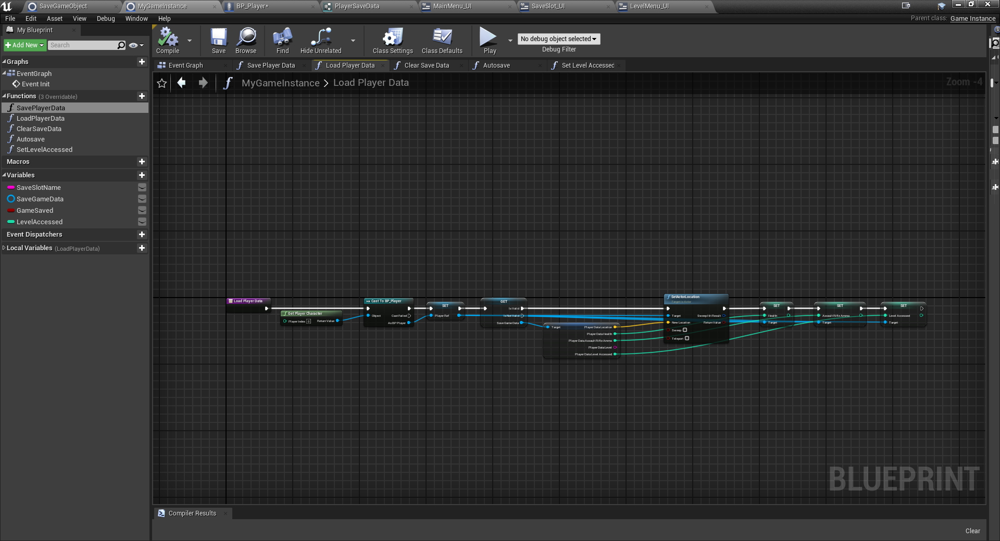 SaveGameObject
MyGameInstance
BP_Player*
PlayerSaveData
MainMenu_UI
SaveSlot_UI
LevelMenu_UI
File Edit Asset View Debug Window Help
Parent class: Game Instance
My Blueprint
Add New
Search
Compile
Save
Browse
Find
Hide Unrelated
Class Settings
Class Defaults
Play
No debug object selected
Debug Filter
Event Graph
Save Player Data
Load Player Data
Clear Save Data
Autosave
Set Level Accessed
MyGameInstance > Load Player Data
Zoom -4
Graphs
EventGraph
Event Init
Functions (3 Overridable)
SavePlayerData
LoadPlayerData
ClearSaveData
Autosave
SetLevelAccessed
Macros
Variables
SaveSlotName
SaveGameData
GameSaved
LevelAccessed
Event Dispatchers
Local Variables (LoadPlayerData)
Load Player Data
Get Player Character
Player Index 0
Return Value
Cast To BP_Player
Object
Cast Failed
As BP Player
SET
Player Ref
GET
Is Valid
Is Not Valid
Save Game Data
Target
Player Data Location
Player Data Health
Player Data Assault Rifle Ammo
Player Data Level
Player Data Level Accessed
SetActorLocation
Target is Actor
Target
Sweep Hit Result
New Location
Return Value
Sweep
Teleport
SET
Health
Target
SET
Assault Rifle Ammo
Target
SET
Level Accessed
Target
BLUEPRINT
Compiler Results
Clear